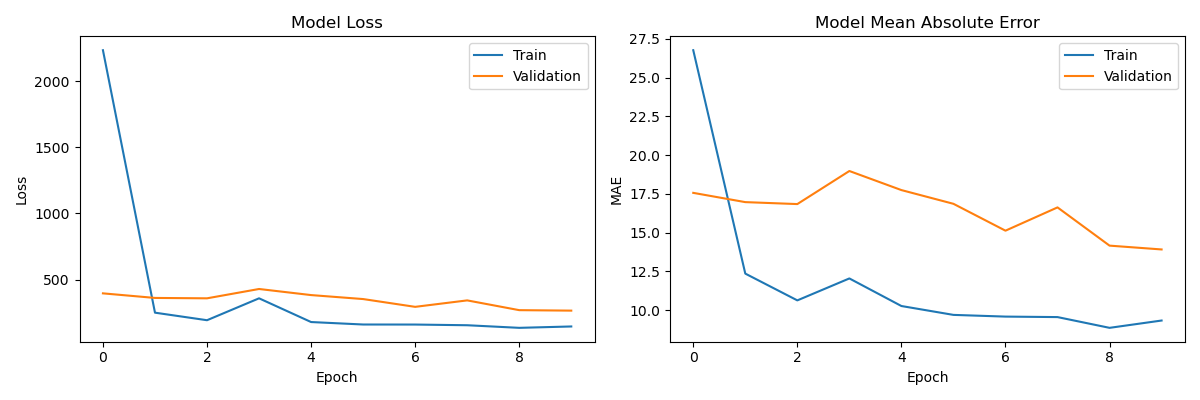 Model Loss
Train
Validation
2000
1500
1000
500
Loss
0 2 4 6 8
Epoch
Model Mean Absolute Error
Train
Validation
27.5
25.0
22.5
20.0
17.5
15.0
12.5
10.0
MAE
0 2 4 6 8
Epoch